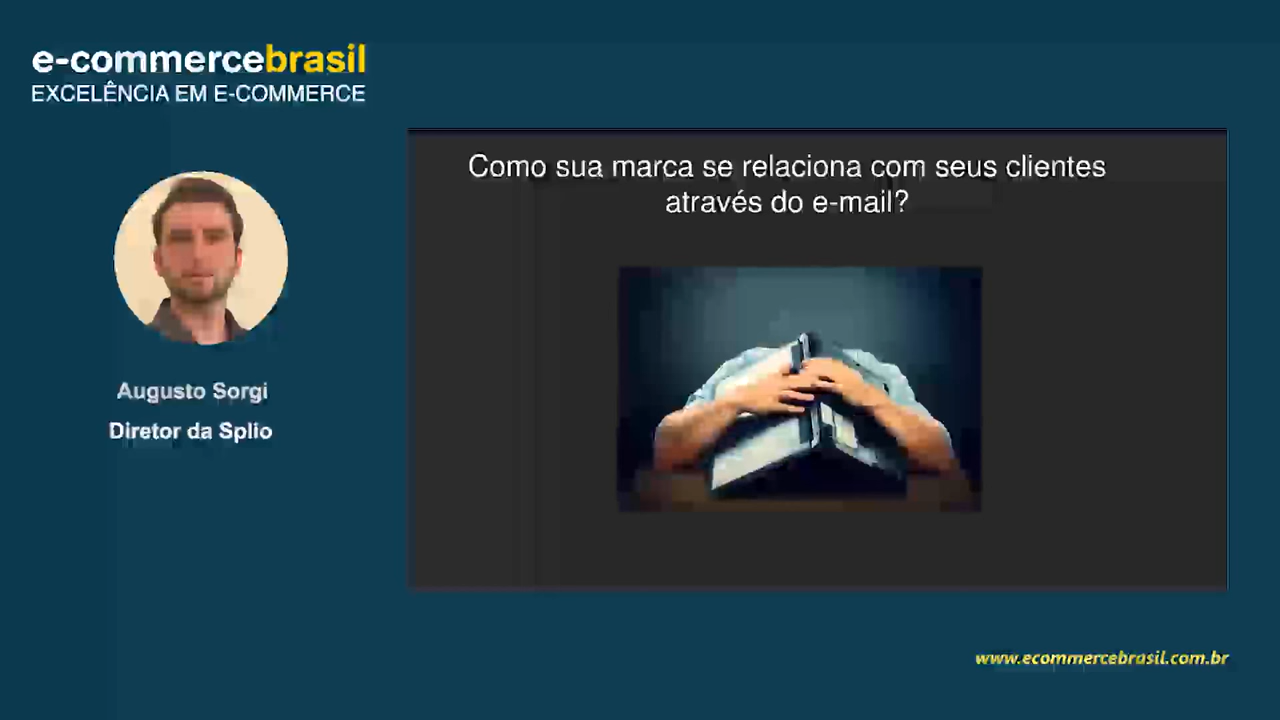 e-commercebrasil
EXCELÊNCIA EM E-COMMERCE
Como sua marca se relaciona com seus clientes
através do e-mail?
Augusto Sorgi
Diretor da Splio
www.ecommercebrasil.com.br